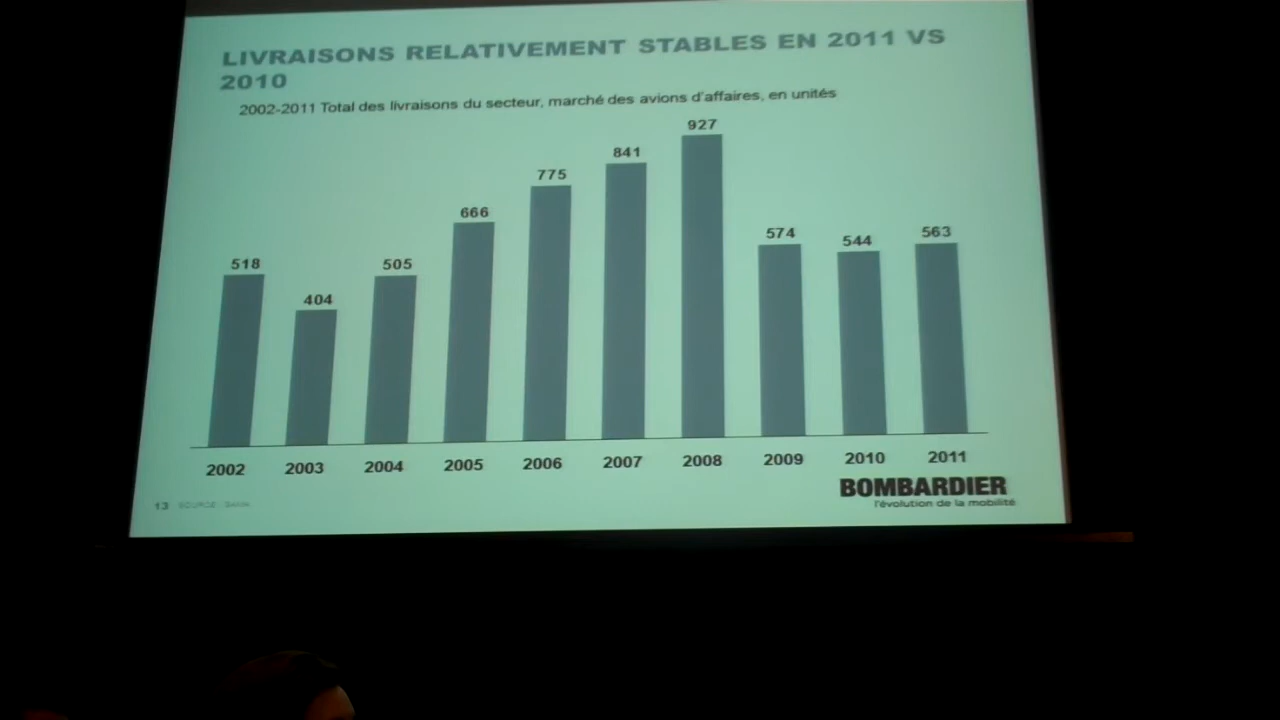 LIVRAISONS RELATIVEMENT STABLES EN 2011 VS
2010
2002-2011 Total des livraisons du secteur, marché des avions d'affaires, en unités
927
841
775
666
574
544
563
518
505
404
2002 2003 2004 2005 2006 2007 2008 2009 2010 2011
BOMBARDIER
l'évolution de la mobilité
13 SOURCE :